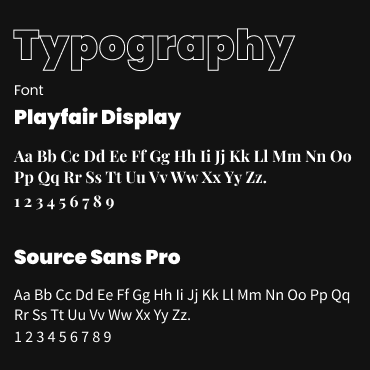 Typography
Font
Playfair Display
Aa Bb Cc Dd Ee Ff Gg Hh Ii Jj Kk Ll Mm Nn Oo
Pp Qq Rr Ss Tt Uu Vv Ww Xx Yy Zz.
1 2 3 4 5 6 7 8 9
Source Sans Pro
Aa Bb Cc Dd Ee Ff Gg Hh Ii Jj Kk Ll Mm Nn Oo Pp Qq
Rr Ss Tt Uu Vv Ww Xx Yy Zz.
1 2 3 4 5 6 7 8 9